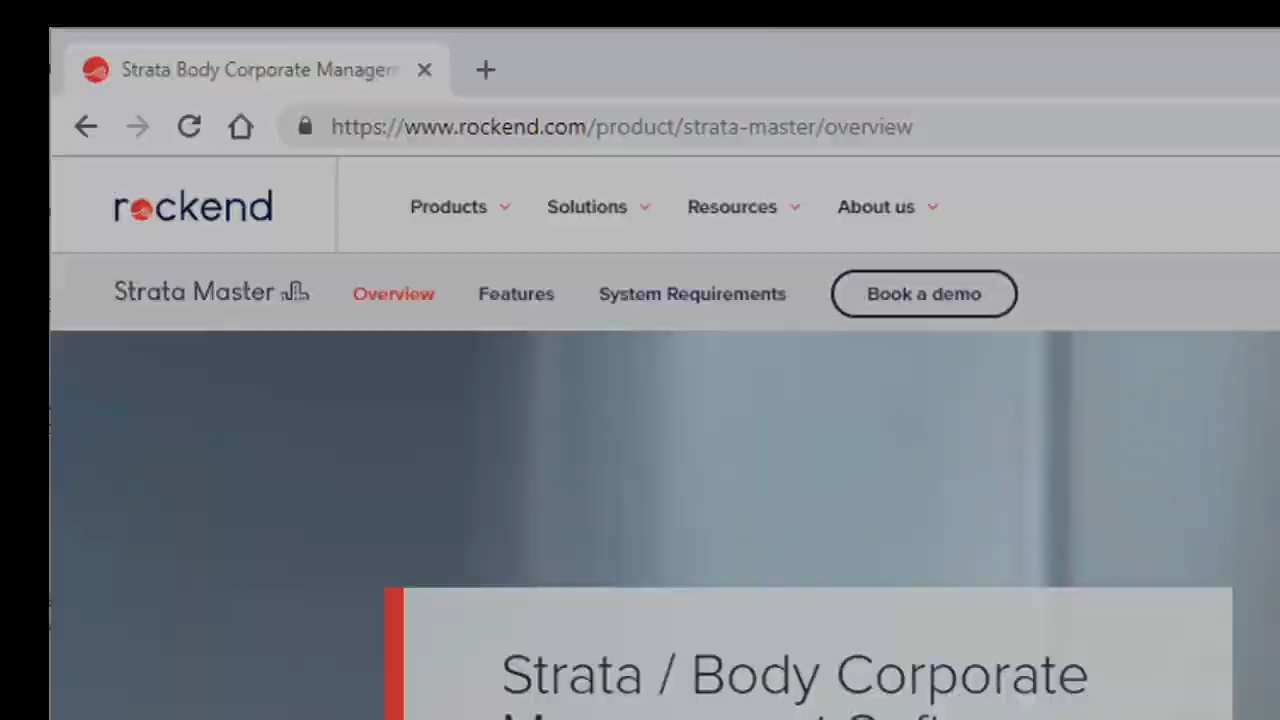 Strata Body Corporate Managem
https://www.rockend.com/product/strata-master/overview
rockend
Products Solutions Resources About us
Strata Master Overview Features System Requirements Book a demo
Strata / Body Corporate